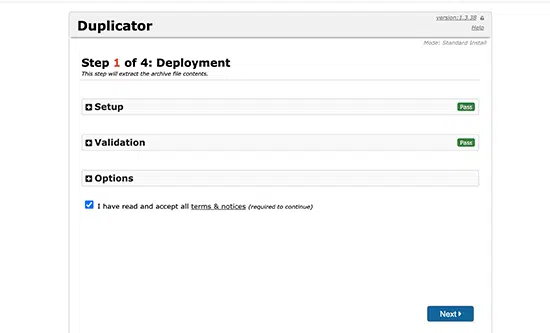 Duplicator
version:1.3.38
Help
Mode: Standard Install
Step 1 of 4: Deployment
This step will extract the archive file contents.
Setup
Pass
Validation
Pass
Options
I have read and accept all terms & notices (required to continue)
Next